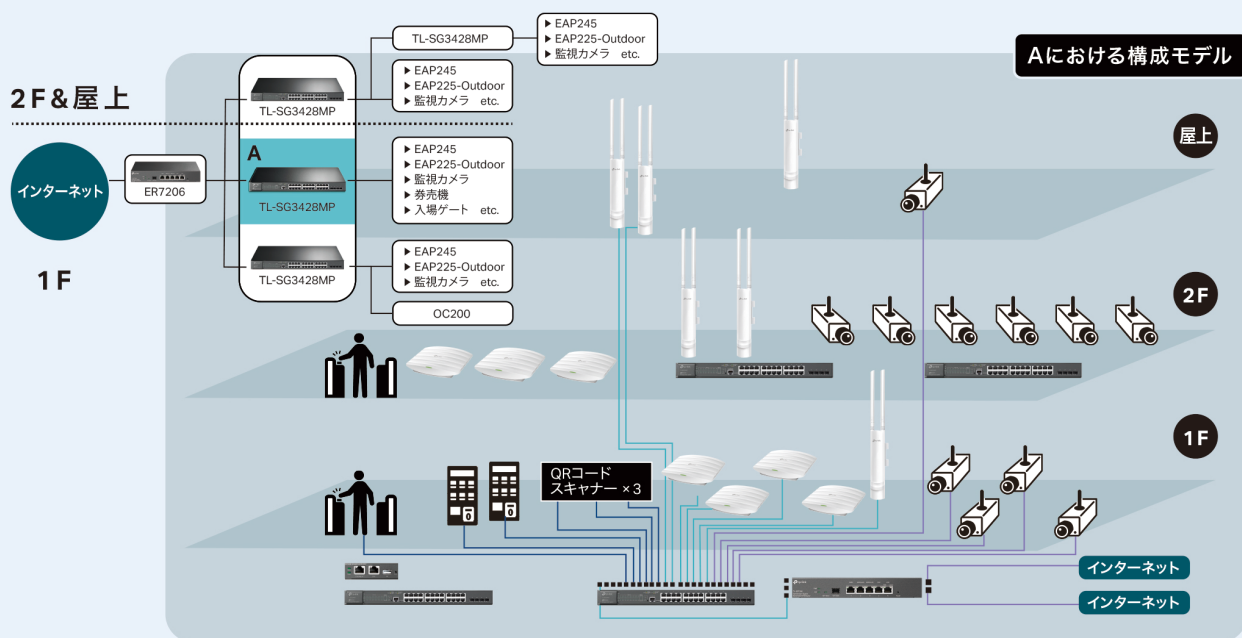 TL-SG3428MP
▶ EAP245
▶ EAP225-Outdoor
▶ 監視カメラ etc.
Aにおける構成モデル
2F&屋上
TL-SG3428MP
▶ EAP245
▶ EAP225-Outdoor
▶ 監視カメラ etc.
屋上
インターネット
ER7206
A
TL-SG3428MP
▶ EAP245
▶ EAP225-Outdoor
▶ 監視カメラ
▶ 券売機
▶ 入場ゲート etc.
1F
TL-SG3428MP
▶ EAP245
▶ EAP225-Outdoor
▶ 監視カメラ etc.
OC200
2F
1F
QRコード
スキャナー ×3
0
0
インターネット
インターネット